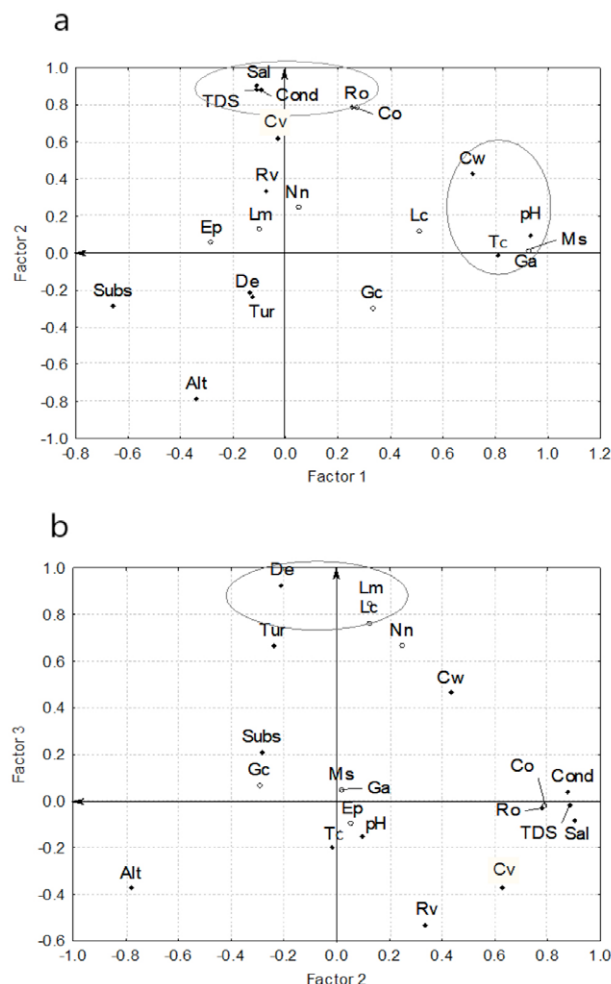 a
1.0
Sal
TDS
Cond
Ro
Co
0.8
Cv
0.6
Cw
0.4
Rv
Nn
Factor 2
0.2
Ep
Lm
Lc
pH
Tc
Ms
0.0
Ga
-0.2
Subs
De
Tur
Gc
-0.4
-0.6
Alt
-0.8
-1.0
-0.8 -0.6 -0.4 -0.2 0.0 0.2 0.4 0.6 0.8 1.0 1.2
Factor 1
b
1.0
De
Lm
0.8
Lc
Tur
Nn
0.6
Cw
0.4
Factor 3
Subs
0.2
Gc
Ms
Ga
Co
Cond
0.0
Ep
Ro
TDS
Sal
Tc
pH
-0.2
Alt
Cv
-0.4
Rv
-0.6
-1.0 -0.8 -0.6 -0.4 -0.2 0.0 0.2 0.4 0.6 0.8 1.0
Factor 2